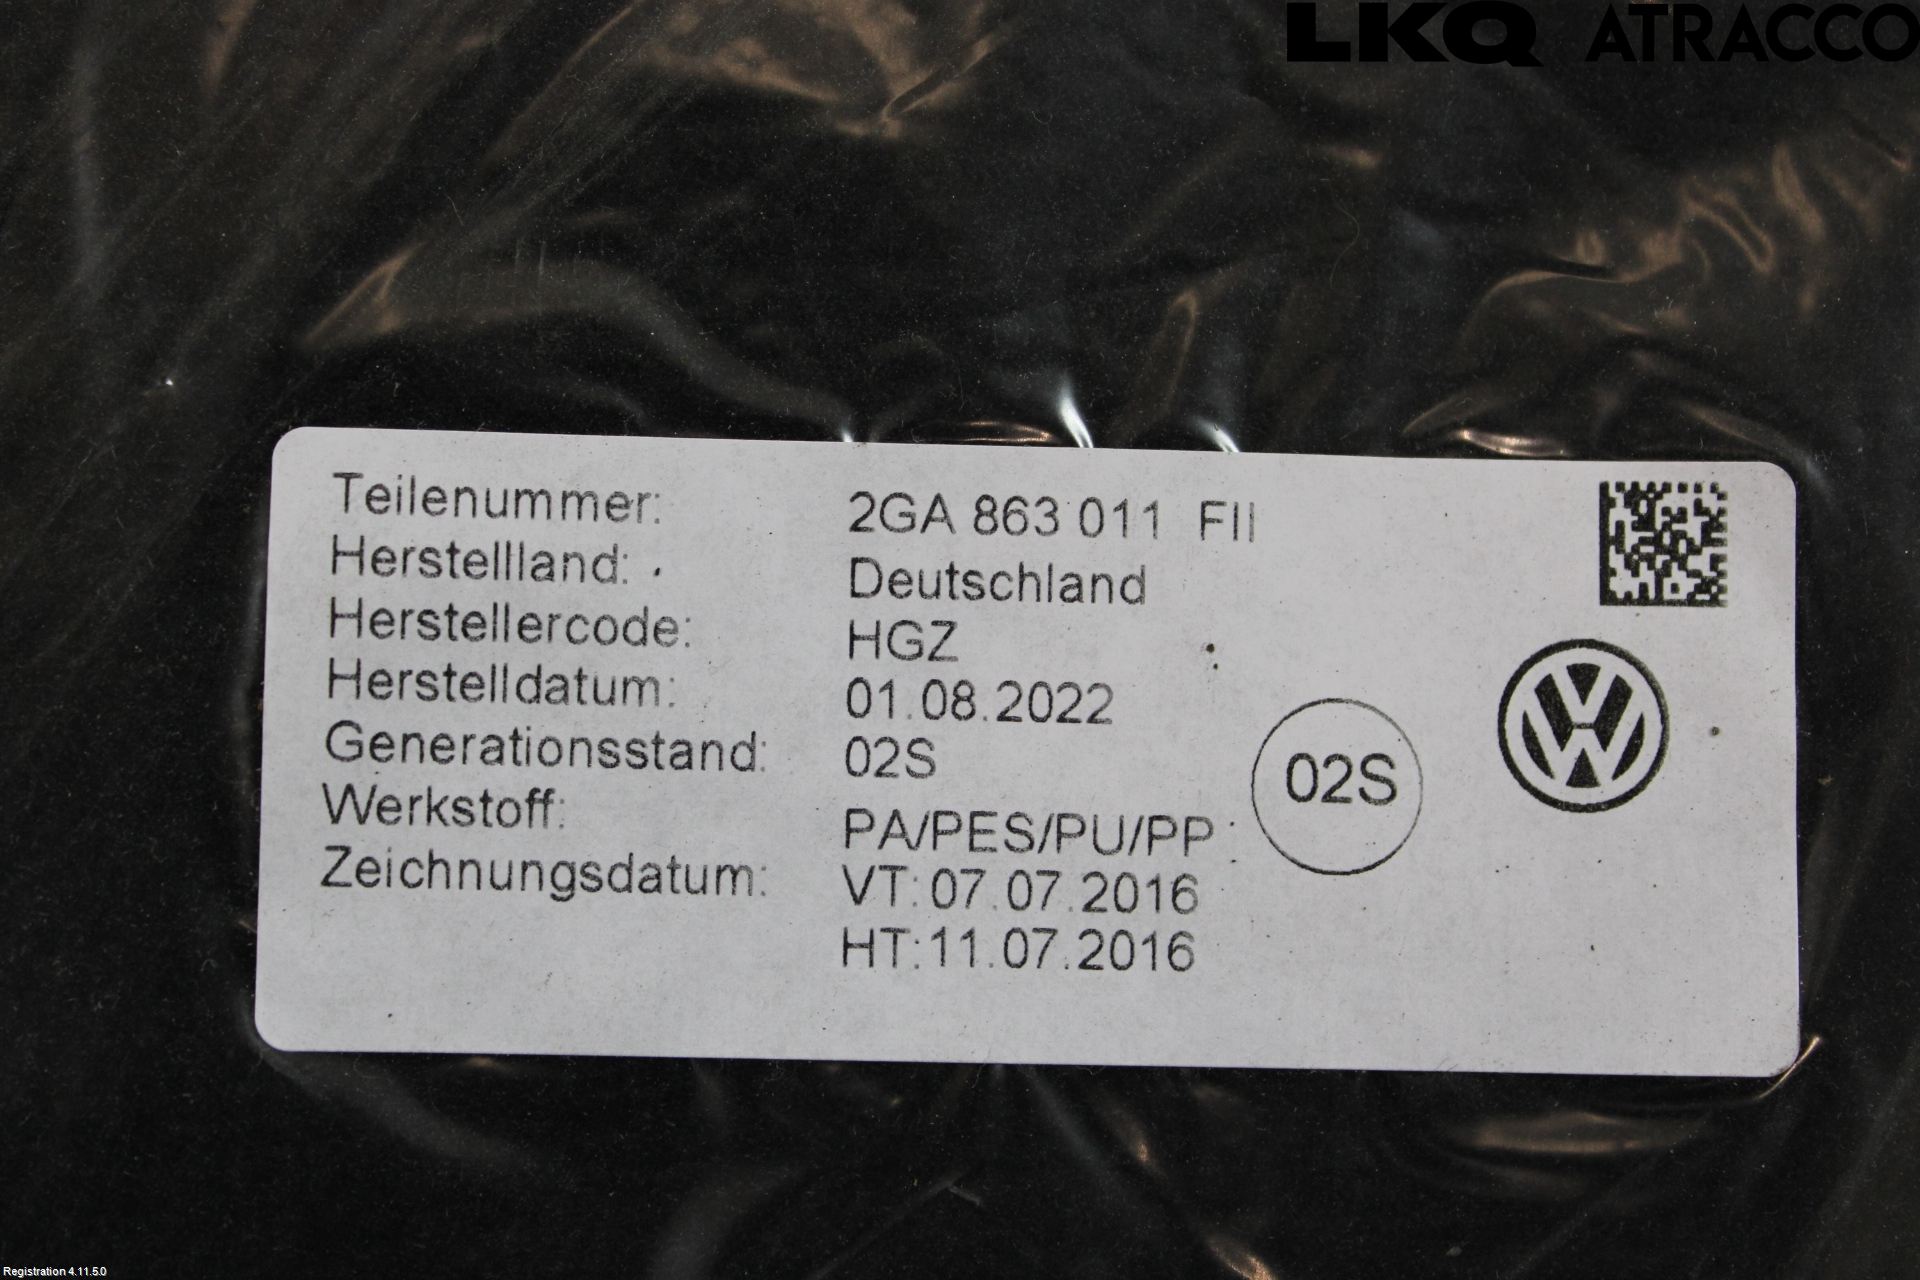 LKQ ATRACCO
Teilenummer: 2GA 863 011 FII
Herstellland: Deutschland
Herstellercode: HGZ
Herstelldatum: 01.08.2022
Generationsstand: 02S
02S
Werkstoff: PA/PES/PU/PP
Zeichnungsdatum: VT:07.07.2016
HT:11.07.2016
Registration 4.11.5.0